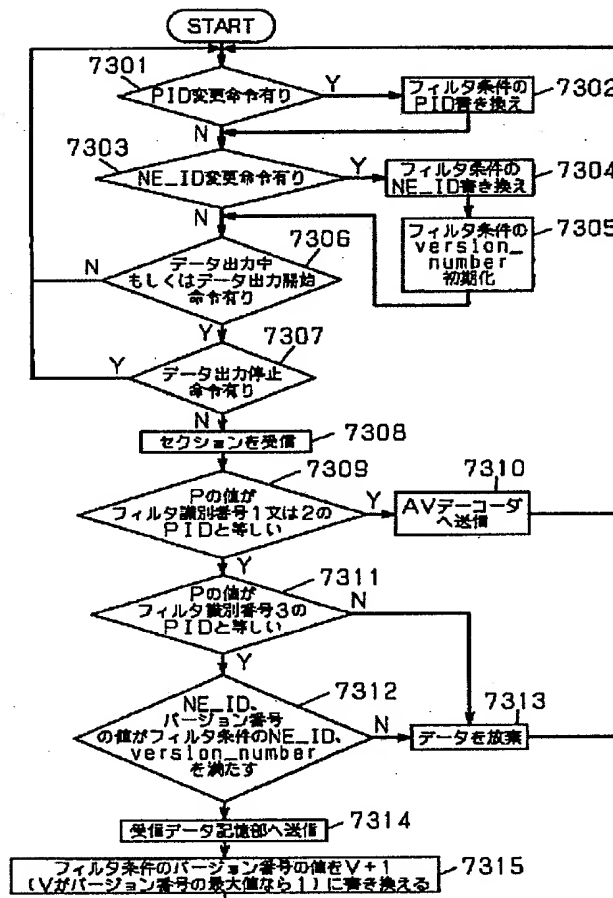 START
7301
PID変更命令有り
Y
フィルタ条件の
PID書き換え
7302
N
7303
NE_ID変更命令有り
Y
フィルタ条件の
NE_ID書き換え
7304
N
フィルタ条件の
version_
number
初期化
7305
7306
データ出力中
もしくはデータ出力開始
命令有り
N
Y
7307
データ出力停止
命令有り
Y
N
セクションを受信
7308
7309
Pの値が
フィルタ識別番号1又は2の
PIDと等しい
Y
7310
AVデーコーダ
へ送信
Y
7311
Pの値が
フィルタ識別番号3の
PIDと等しい
N
Y
7312
NE_ID、
バージョン番号
の値がフィルタ条件のNE_ID、
version_number
を満たす
N
7313
データを放棄
Y
受信データ記憶部へ送信
7314
フィルタ条件のバージョン番号の値をV+1
(Vがバージョン番号の最大値なら1)に書き換える
7315